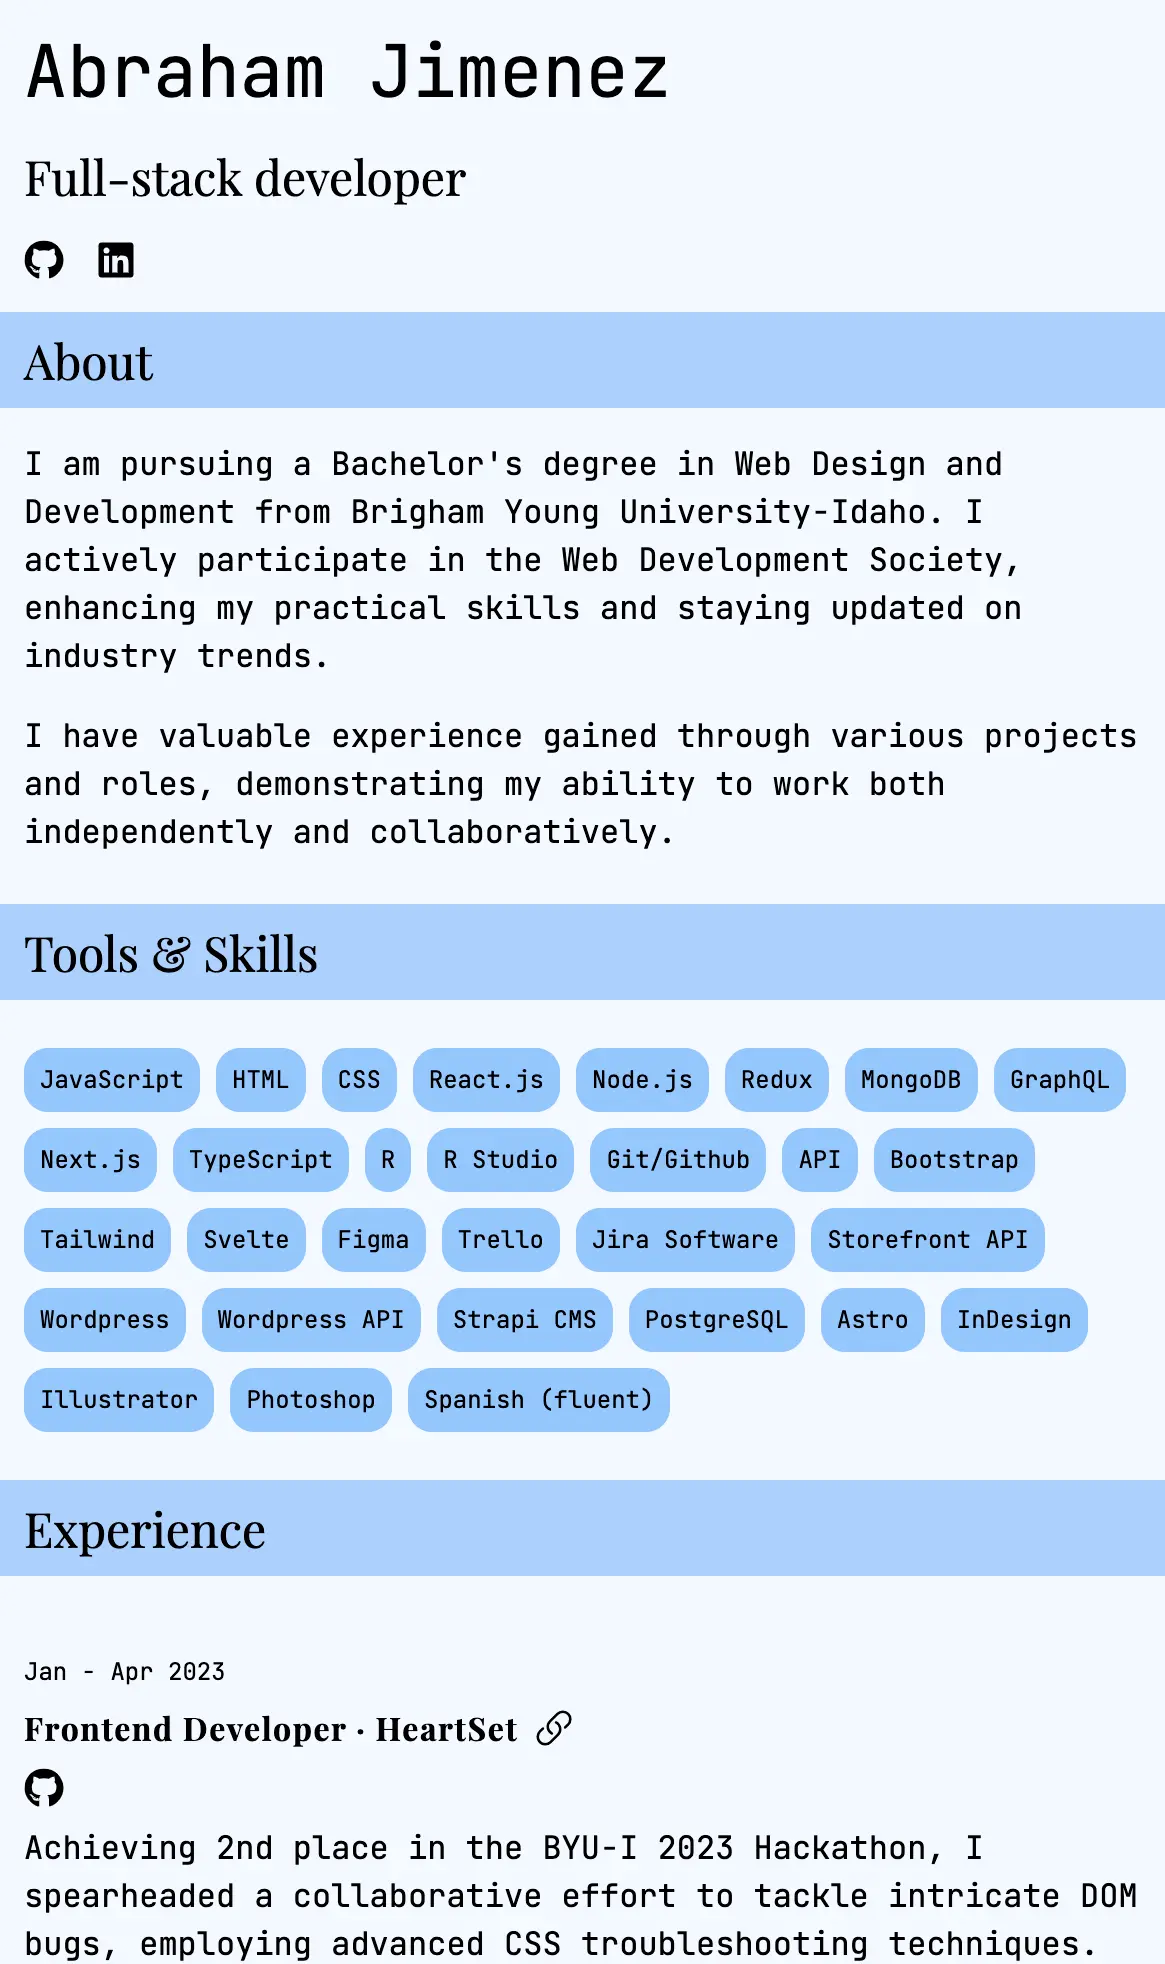 Abraham Jimenez
Full-stack developer
in
About
I am pursuing a Bachelor's degree in Web Design and
Development from Brigham Young University-Idaho. I
actively participate in the Web Development Society,
enhancing my practical skills and staying updated on
industry trends.
I have valuable experience gained through various projects
and roles, demonstrating my ability to work both
independently and collaboratively.
Tools & Skills
JavaScript HTML CSS React.js Node.js Redux MongoDB GraphQL
Next.js TypeScript R R Studio Git/Github API Bootstrap
Tailwind Svelte Figma Trello Jira Software Storefront API
Wordpress Wordpress API Strapi CMS PostgreSQL Astro InDesign
Illustrator Photoshop Spanish (fluent)
Experience
Jan - Apr 2023
Frontend Developer · HeartSet
Achieving 2nd place in the BYU-I 2023 Hackathon, I
spearheaded a collaborative effort to tackle intricate DOM
bugs, employing advanced CSS troubleshooting techniques.